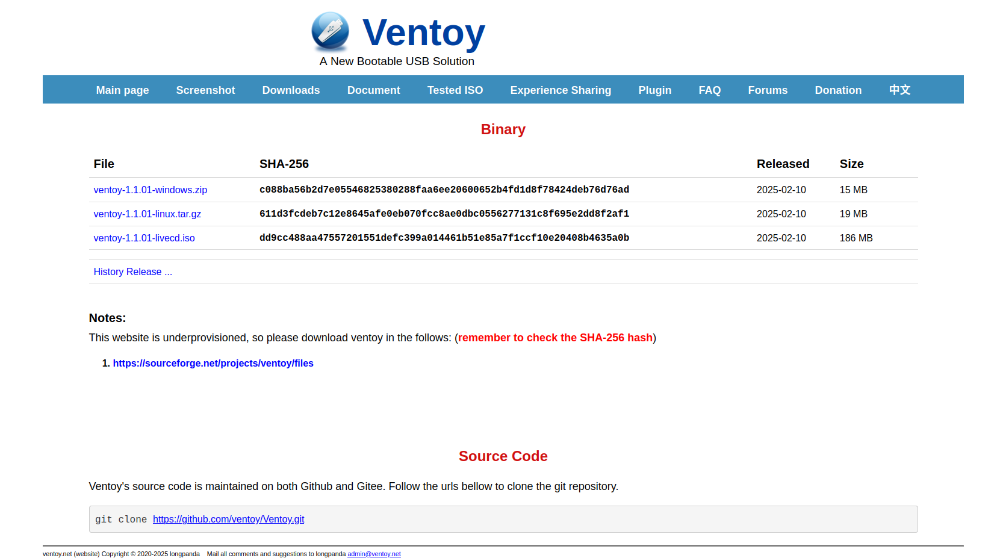 Ventoy
A New Bootable USB Solution
Main page Screenshot Downloads Document Tested ISO Experience Sharing Plugin FAQ Forums Donation 中文
Binary
File SHA-256 Released Size
ventoy-1.1.01-windows.zip c088ba56b2d7e05546825380288faa6ee20600652b4fd1d8f78424deb76d76ad 2025-02-10 15 MB
ventoy-1.1.01-linux.tar.gz 611d3fcdeb7c12e8645afe0eb070fcc8ae0dbc0556277131c8f695e2dd8f2af1 2025-02-10 19 MB
ventoy-1.1.01-livecd.iso dd9cc488aa47557201551defc399a014461b51e85a7f1ccf10e20408b4635a0b 2025-02-10 186 MB
History Release ...
Notes:
This website is underprovisioned, so please download ventoy in the follows: (remember to check the SHA-256 hash)
1. https://sourceforge.net/projects/ventoy/files
Source Code
Ventoy's source code is maintained on both Github and Gitee. Follow the urls bellow to clone the git repository.
git clone https://github.com/ventoy/Ventoy.git
ventoy.net (website) Copyright © 2020-2025 longpanda Mail all comments and suggestions to longpanda admin@ventoy.net